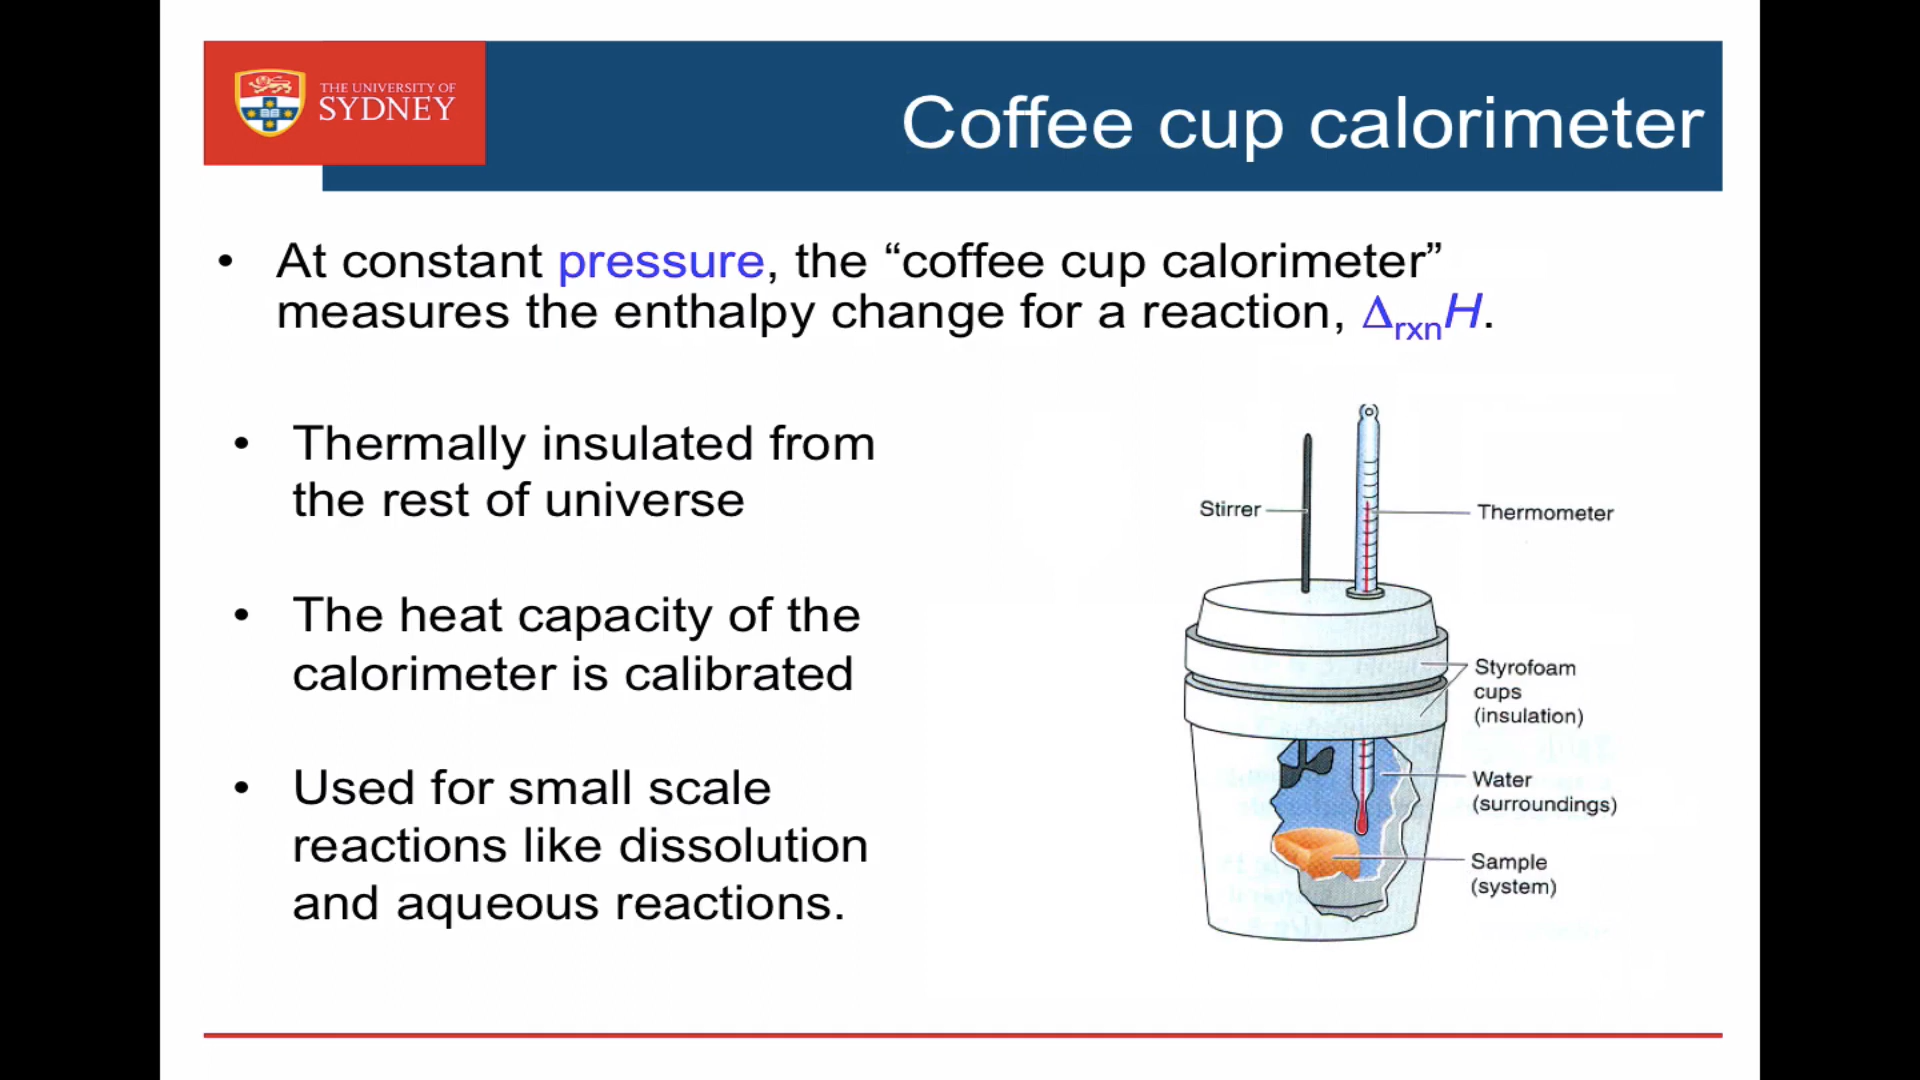 THE UNIVERSITY OF
SYDNEY
Coffee cup calorimeter
• At constant pressure, the “coffee cup calorimeter”
measures the enthalpy change for a reaction, ΔrxnH.
• Thermally insulated from
the rest of universe
• The heat capacity of the
calorimeter is calibrated
• Used for small scale
reactions like dissolution
and aqueous reactions.
Stirrer
Thermometer
Styrofoam
cups
(insulation)
Water
(surroundings)
Sample
(system)